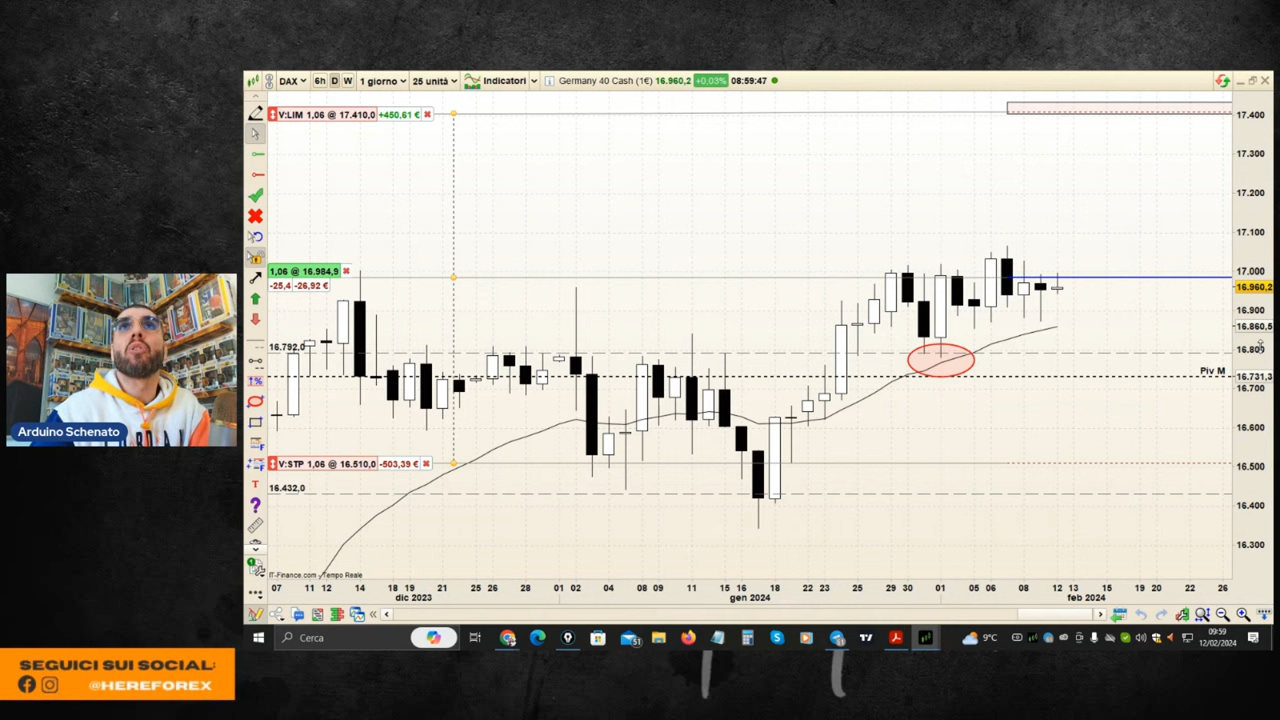 DAX 6h D W 1 giorno 25 unità Indicatori Germany 40 Cash (1€) 16.960,2 +0,03% 08:59:47
V:LIM 1,06 @ 17.410,0 +450,61 €
1,06 @ 16.984,9
-25,4 -26,92 €
16.792,0
Piv M
V:STP 1,06 @ 16.510,0 -503,39 €
16.432,0
17.400
17.300
17.200
17.100
17.000
16.960,2
16.900
16.860,5
16.800
16.731,3
16.700
16.600
16.500
16.400
16.300
IT-Finance.com Tempo Reale
07 11 12 14 18 19 21 25 26 28 01 02 04 05 08 09 11 12 15 16 18 22 23 25 29 30 01 05 06 08 12 13 15 19 20 22 26
dic 2023 gen 2024 feb 2024
Arduino Schenato
Cerca
51
9°C
09:59
12/02/2024
SEGUICI SUI SOCIAL:
@HEREFOREX